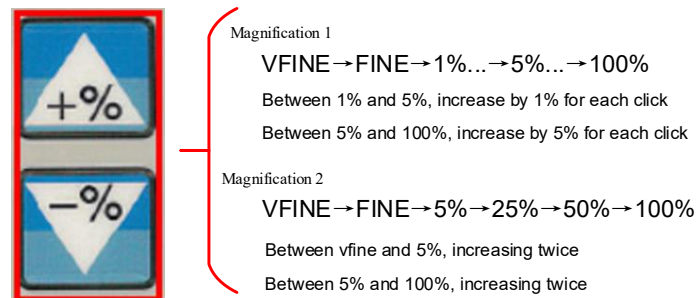 +%
-%
Magnification 1
VFINE→FINE→1%...→5%...→100%
Between 1% and 5%, increase by 1% for each click
Between 5% and 100%, increase by 5% for each click
Magnification 2
VFINE→FINE→5%→25%→50%→100%
Between vfine and 5%, increasing twice
Between 5% and 100%, increasing twice